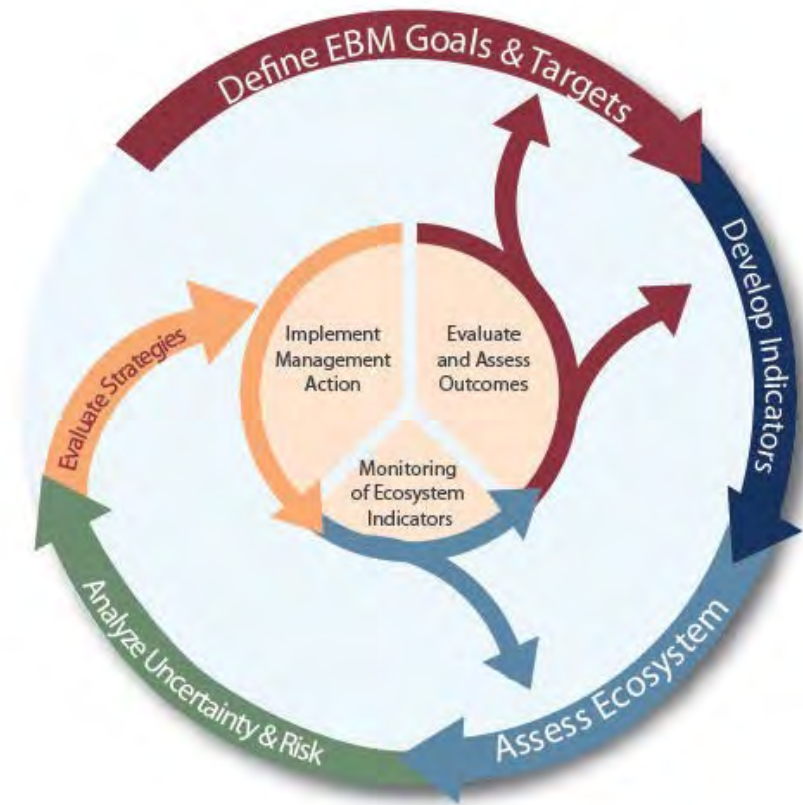 Define EBM Goals & Targets
Develop Indicators
Assess Ecosystem
Analyze Uncertainty & Risk
Evaluate Strategies
Implement
Management
Action
Evaluate
and Assess
Outcomes
Monitoring
of Ecosystem
Indicators